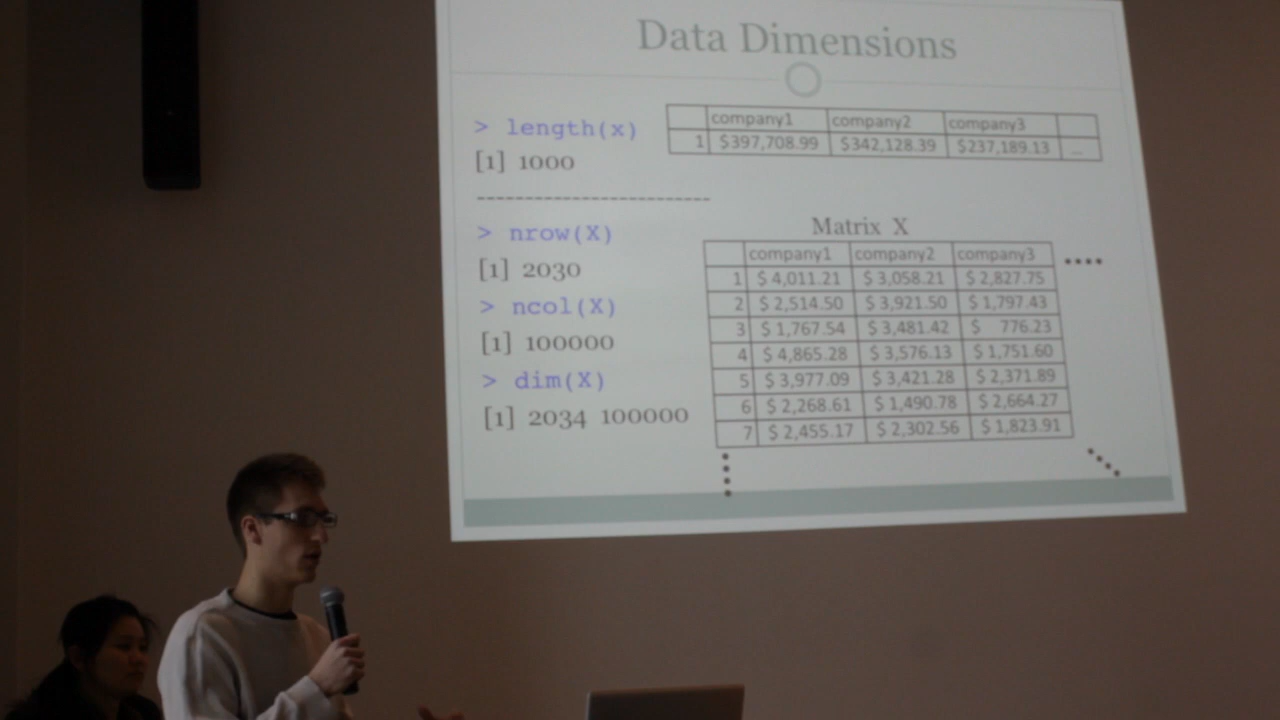 Data Dimensions
> length(x)
[1] 1000
------------------------
company1 company2 company3
1 $397,708.99 $342,128.39 $237,189.13 ...
> nrow(X)
[1] 2030
> ncol(X)
[1] 100000
> dim(X)
[1] 2034 100000
Matrix X
company1 company2 company3
1 $ 4,011.21 $ 3,058.21 $ 2,827.75
2 $ 2,514.50 $ 3,921.50 $ 1,797.43
3 $ 1,767.54 $ 3,481.42 $ 776.23
4 $ 4,865.28 $ 3,576.13 $ 1,751.60
5 $ 3,977.09 $ 3,421.28 $ 2,371.89
6 $ 2,268.61 $ 1,490.78 $ 2,664.27
7 $ 2,455.17 $ 2,302.56 $ 1,823.91